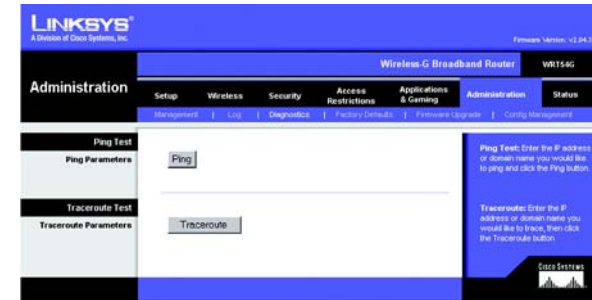 LINKSYS®
A Division of Cisco Systems, Inc.
Firmware Version: v2.04.3
Wireless-G Broadband Router
WRT54G
Administration
Setup
Wireless
Security
Access Restrictions
Applications & Gaming
Administration
Status
Management | Log | Diagnostics | Factory Defaults | Firmware Upgrade | Config Management
Ping Test
Ping Parameters
Ping
Ping Test: Enter the IP address
or domain name you would like
to ping and click the Ping button.
Traceroute Test
Traceroute Parameters
Traceroute
Traceroute: Enter the IP
address or domain name you
would like to trace, then click
the Traceroute button
CISCO SYSTEMS